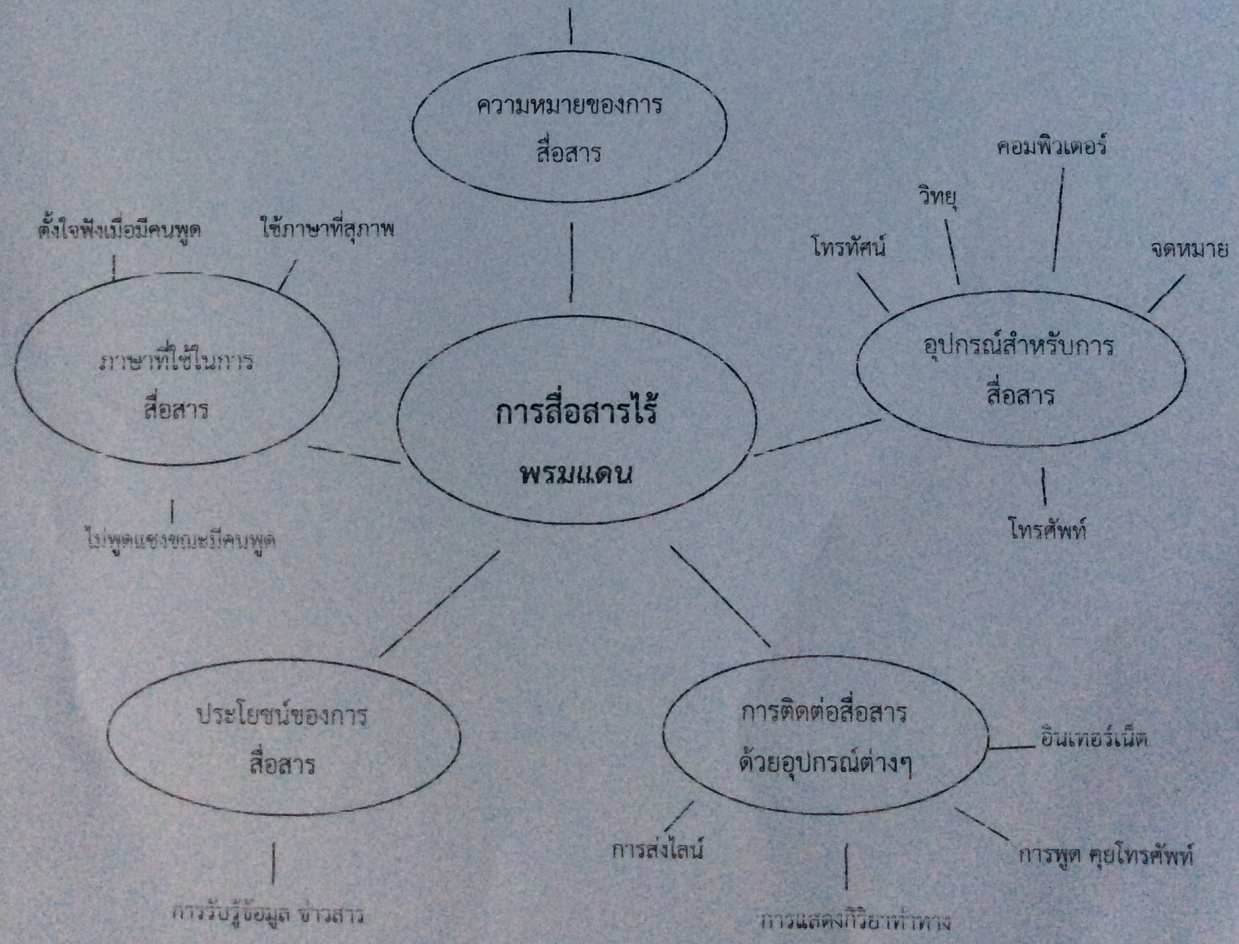 ความหมายของการ
สื่อสาร
คอมพิวเตอร์
วิทยุ
ตั้งใจฟังเมื่อมีคนพูด
ใช้ภาษาที่สุภาพ
โทรทัศน์
จดหมาย
ภาษาที่ใช้ในการ
สื่อสาร
อุปกรณ์สำหรับการ
สื่อสาร
การสื่อสารไร้
พรมแดน
ไม่พูดแซงขณะมีคนพูด
โทรศัพท์
ประโยชน์ของการ
สื่อสาร
การติดต่อสื่อสาร
ด้วยอุปกรณ์ต่างๆ
อินเทอร์เน็ต
การส่งไลน์
การพูด คุยโทรศัพท์
การรับรู้ข้อมูล ข่าวสาร
การแสดงกิริยาท่าทาง